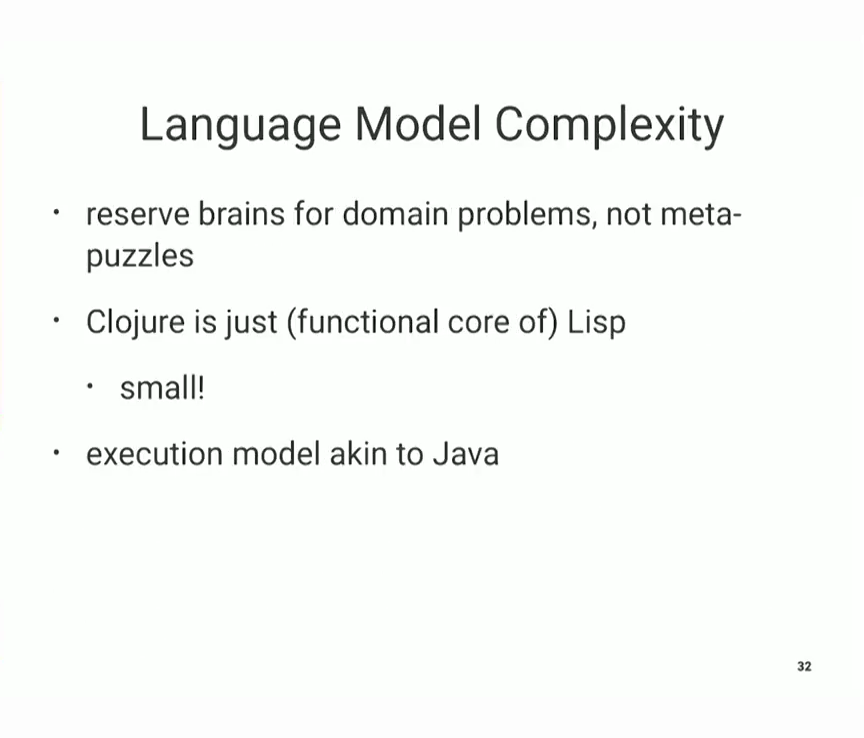 Language Model Complexity
• reserve brains for domain problems, not meta-
puzzles
• Clojure is just (functional core of) Lisp
• small!
• execution model akin to Java
32